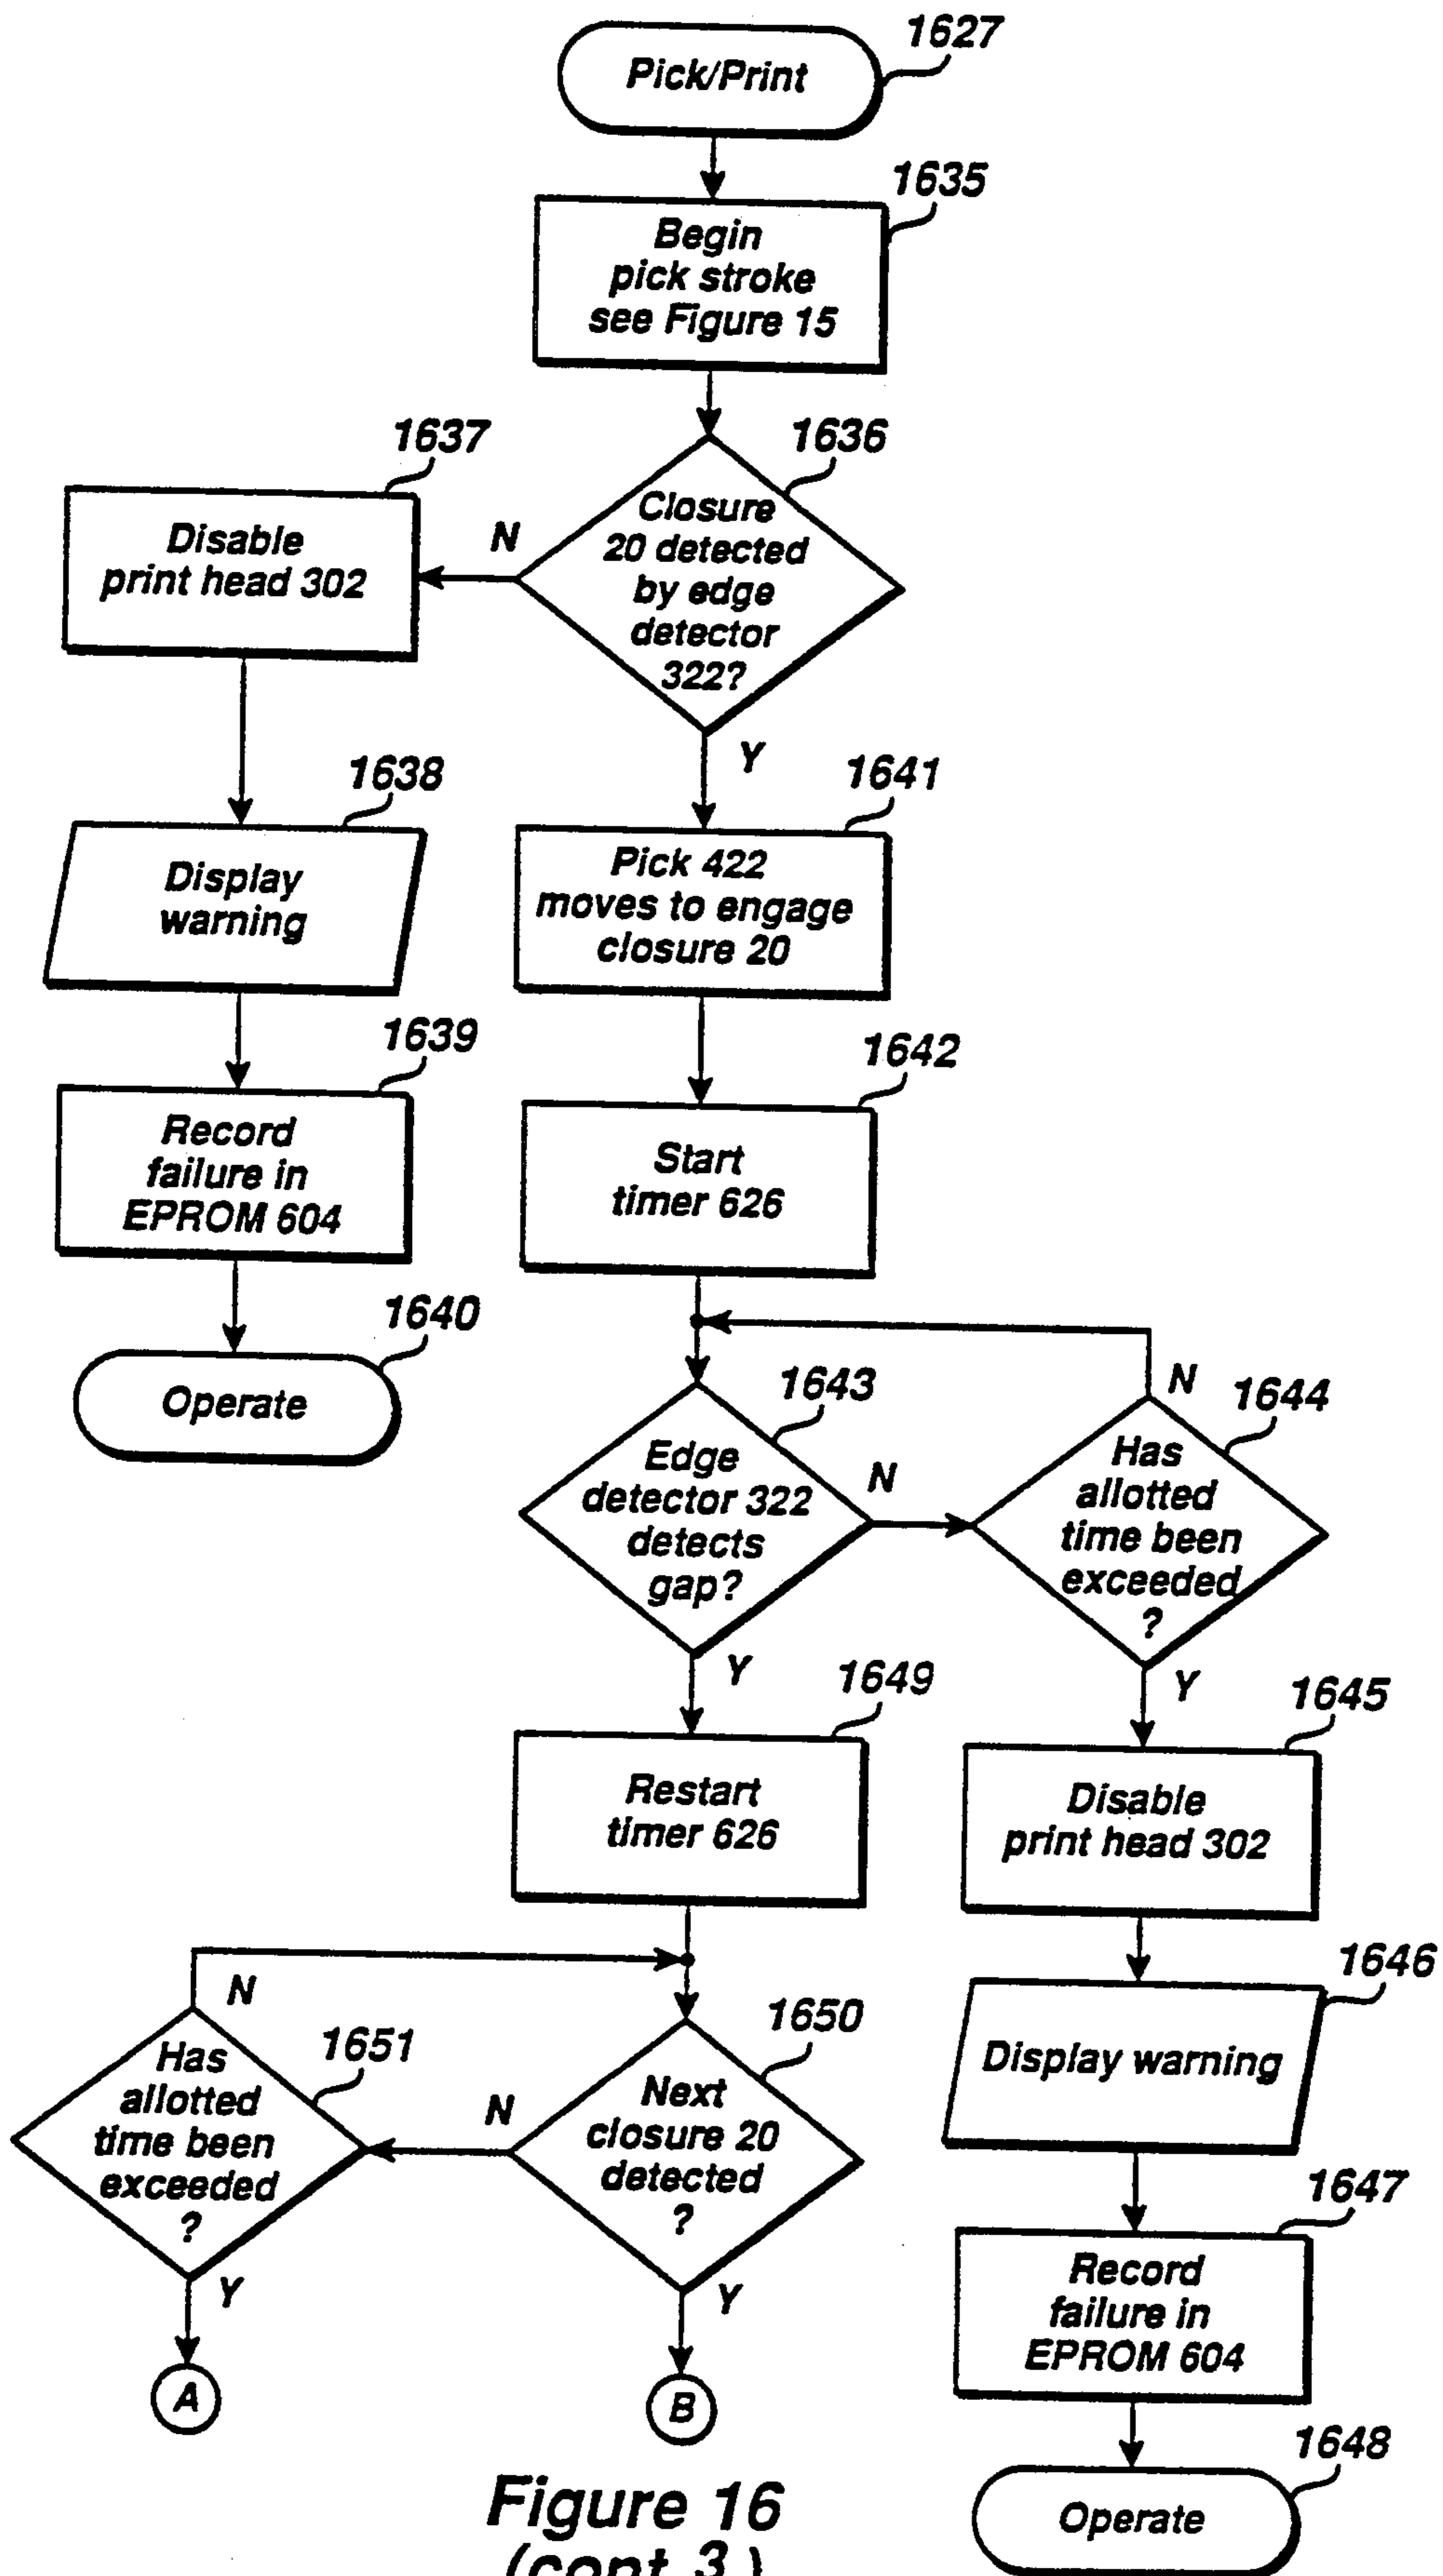 1627
Pick/Print
1635
Begin
pick stroke
see Figure 15
1636
Closure
20 detected
by edge
detector
322?
N
Y
1637
Disable
print head 302
1638
Display
warning
1639
Record
failure in
EPROM 604
1640
Operate
1641
Pick 422
moves to engage
closure 20
1642
Start
timer 626
1643
Edge
detector 322
detects
gap?
N
Y
1644
Has
allotted
time been
exceeded
?
N
Y
1645
Disable
print head 302
1646
Display warning
1647
Record
failure in
EPROM 604
1648
Operate
1649
Restart
timer 626
1650
Next
closure 20
detected
?
N
Y
1651
Has
allotted
time been
exceeded
?
N
Y
A
B
Figure 16
(cont 3.)